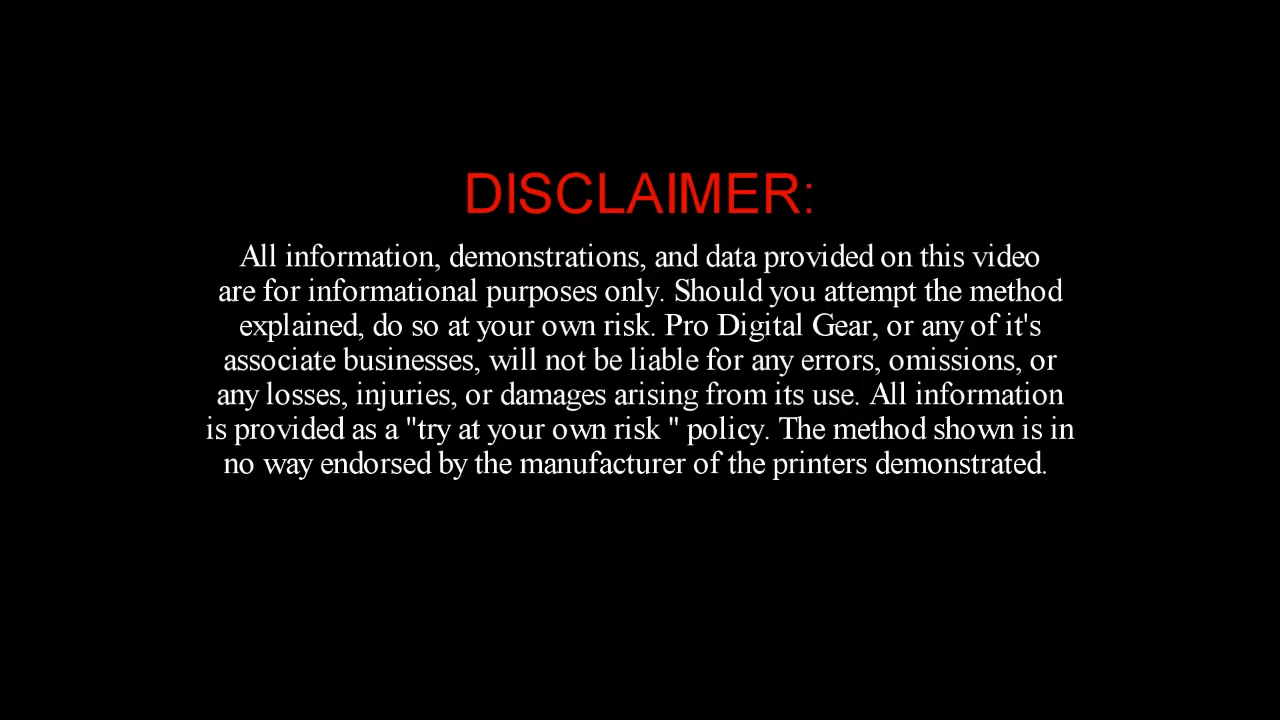 DISCLAIMER:
All information, demonstrations, and data provided on this video
are for informational purposes only. Should you attempt the method
explained, do so at your own risk. Pro Digital Gear, or any of it's
associate businesses, will not be liable for any errors, omissions, or
any losses, injuries, or damages arising from its use. All information
is provided as a "try at your own risk " policy. The method shown is in
no way endorsed by the manufacturer of the printers demonstrated.